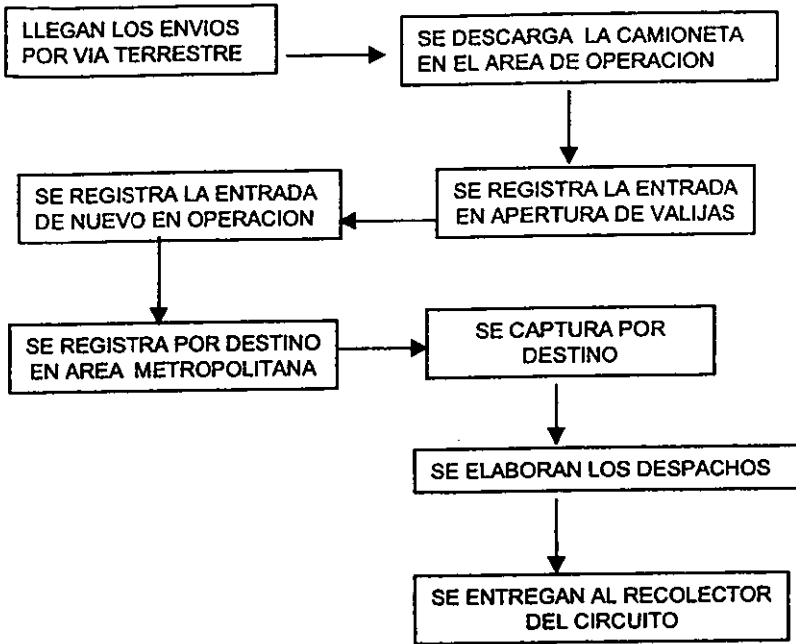 LLEGAN LOS ENVIOS
POR VIA TERRESTRE
SE DESCARGA LA CAMIONETA
EN EL AREA DE OPERACION
SE REGISTRA LA ENTRADA
EN APERTURA DE VALIJAS
SE REGISTRA LA ENTRADA
DE NUEVO EN OPERACION
SE REGISTRA POR DESTINO
EN AREA METROPOLITANA
SE CAPTURA POR
DESTINO
SE ELABORAN LOS DESPACHOS
SE ENTREGAN AL RECOLECTOR
DEL CIRCUITO